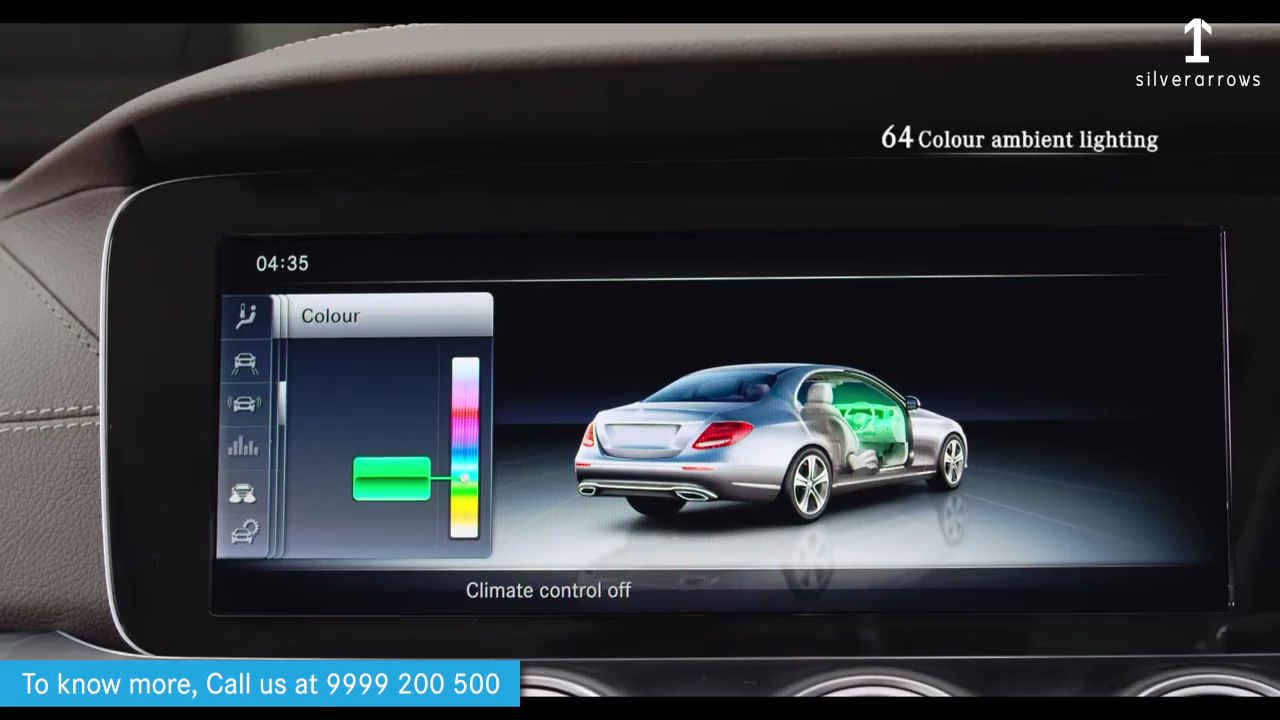 silverarrows
64 Colour ambient lighting
04:35
Colour
Climate control off
To know more, Call us at 9999 200 500